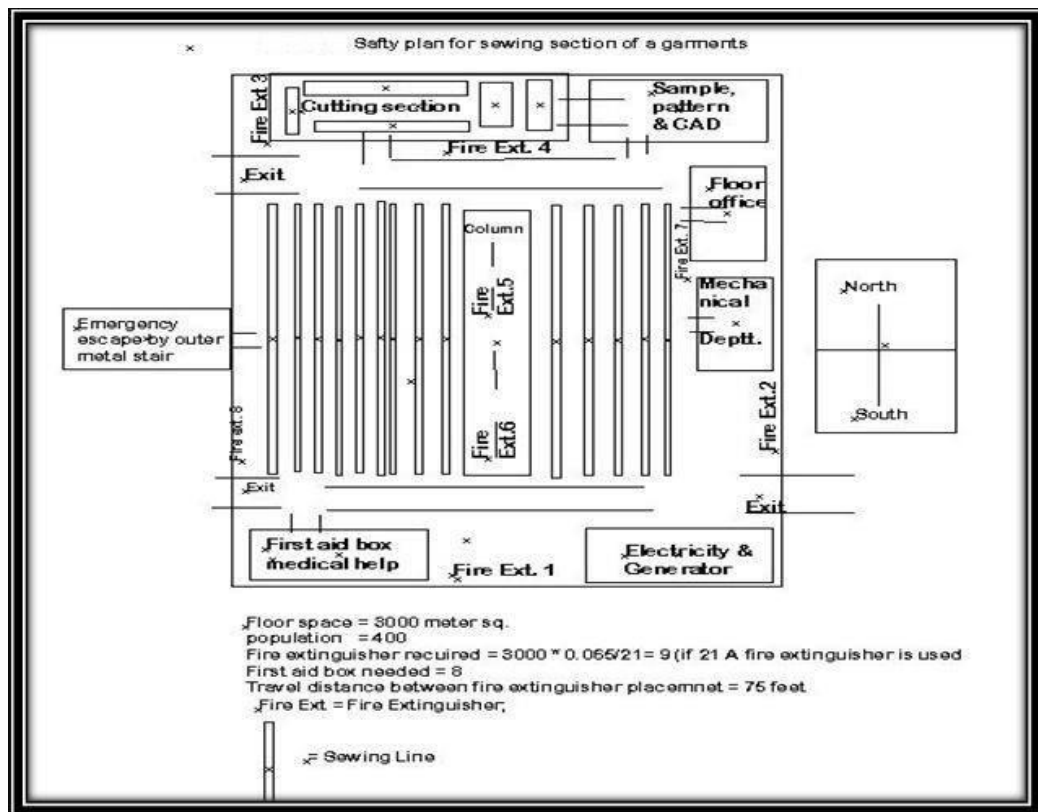 Safty plan for sewing section of a garments
Fire Ext. 3
Cutting section
Sample,
pattern
& CAD
Fire Ext. 4
Exit
Floor
office
Column
Fire Ext. 7
Fire
Ext.5
Mecha
nical
Deptt.
North
South
Emergency
escape by outer
metal stair
Fire ext. 8
Fire
Ext.6
Fire Ext.2
Exit
Exit
First aid box
medical help
Fire Ext. 1
Electricity &
Generator
Floor space = 3000 meter sq.
population = 400
Fire extinguisher recuired = 3000 * 0.065/21= 9 (if 21 A fire extinguisher is used
First aid box needed = 8
Travel distance between fire extinguisher placemnet = 75 feet
Fire Ext = Fire Extinguisher;
= Sewing Line